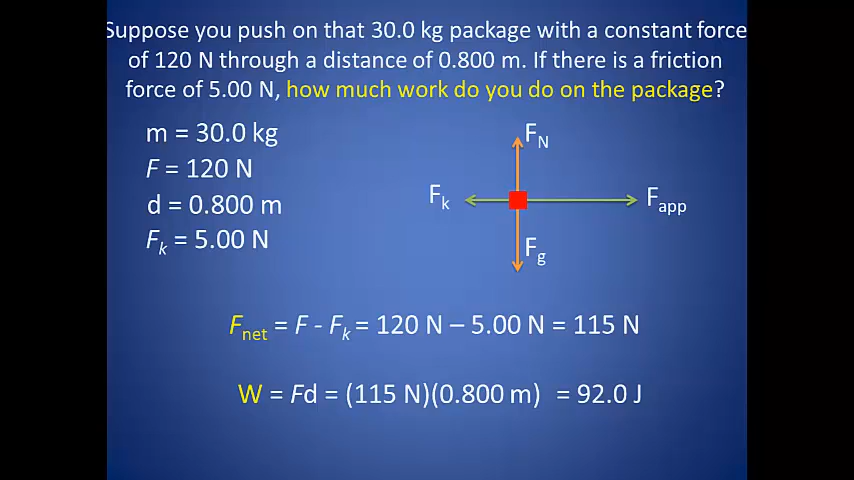 Suppose you push on that 30.0 kg package with a constant force
of 120 N through a distance of 0.800 m. If there is a friction
force of 5.00 N, how much work do you do on the package?
m = 30.0 kg
F = 120 N
d = 0.800 m
Fk = 5.00 N
FN
Fk
Fapp
Fg
Fnet = F - Fk = 120 N – 5.00 N = 115 N
W = Fd = (115 N)(0.800 m) = 92.0 J